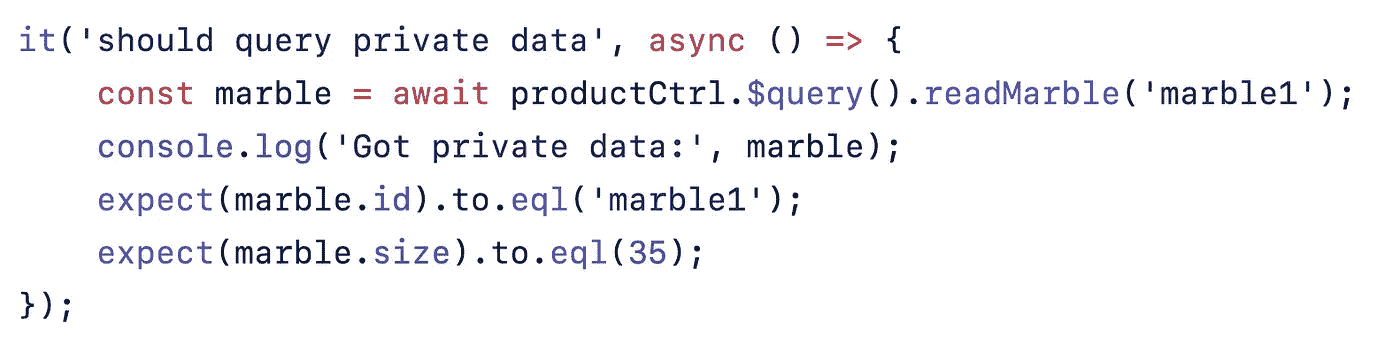 it('should query private data', async () => {
    const marble = await productCtrl.$query().readMarble('marble1');
    console.log('Got private data:', marble);
    expect(marble.id).to.eql('marble1');
    expect(marble.size).to.eql(35);
});